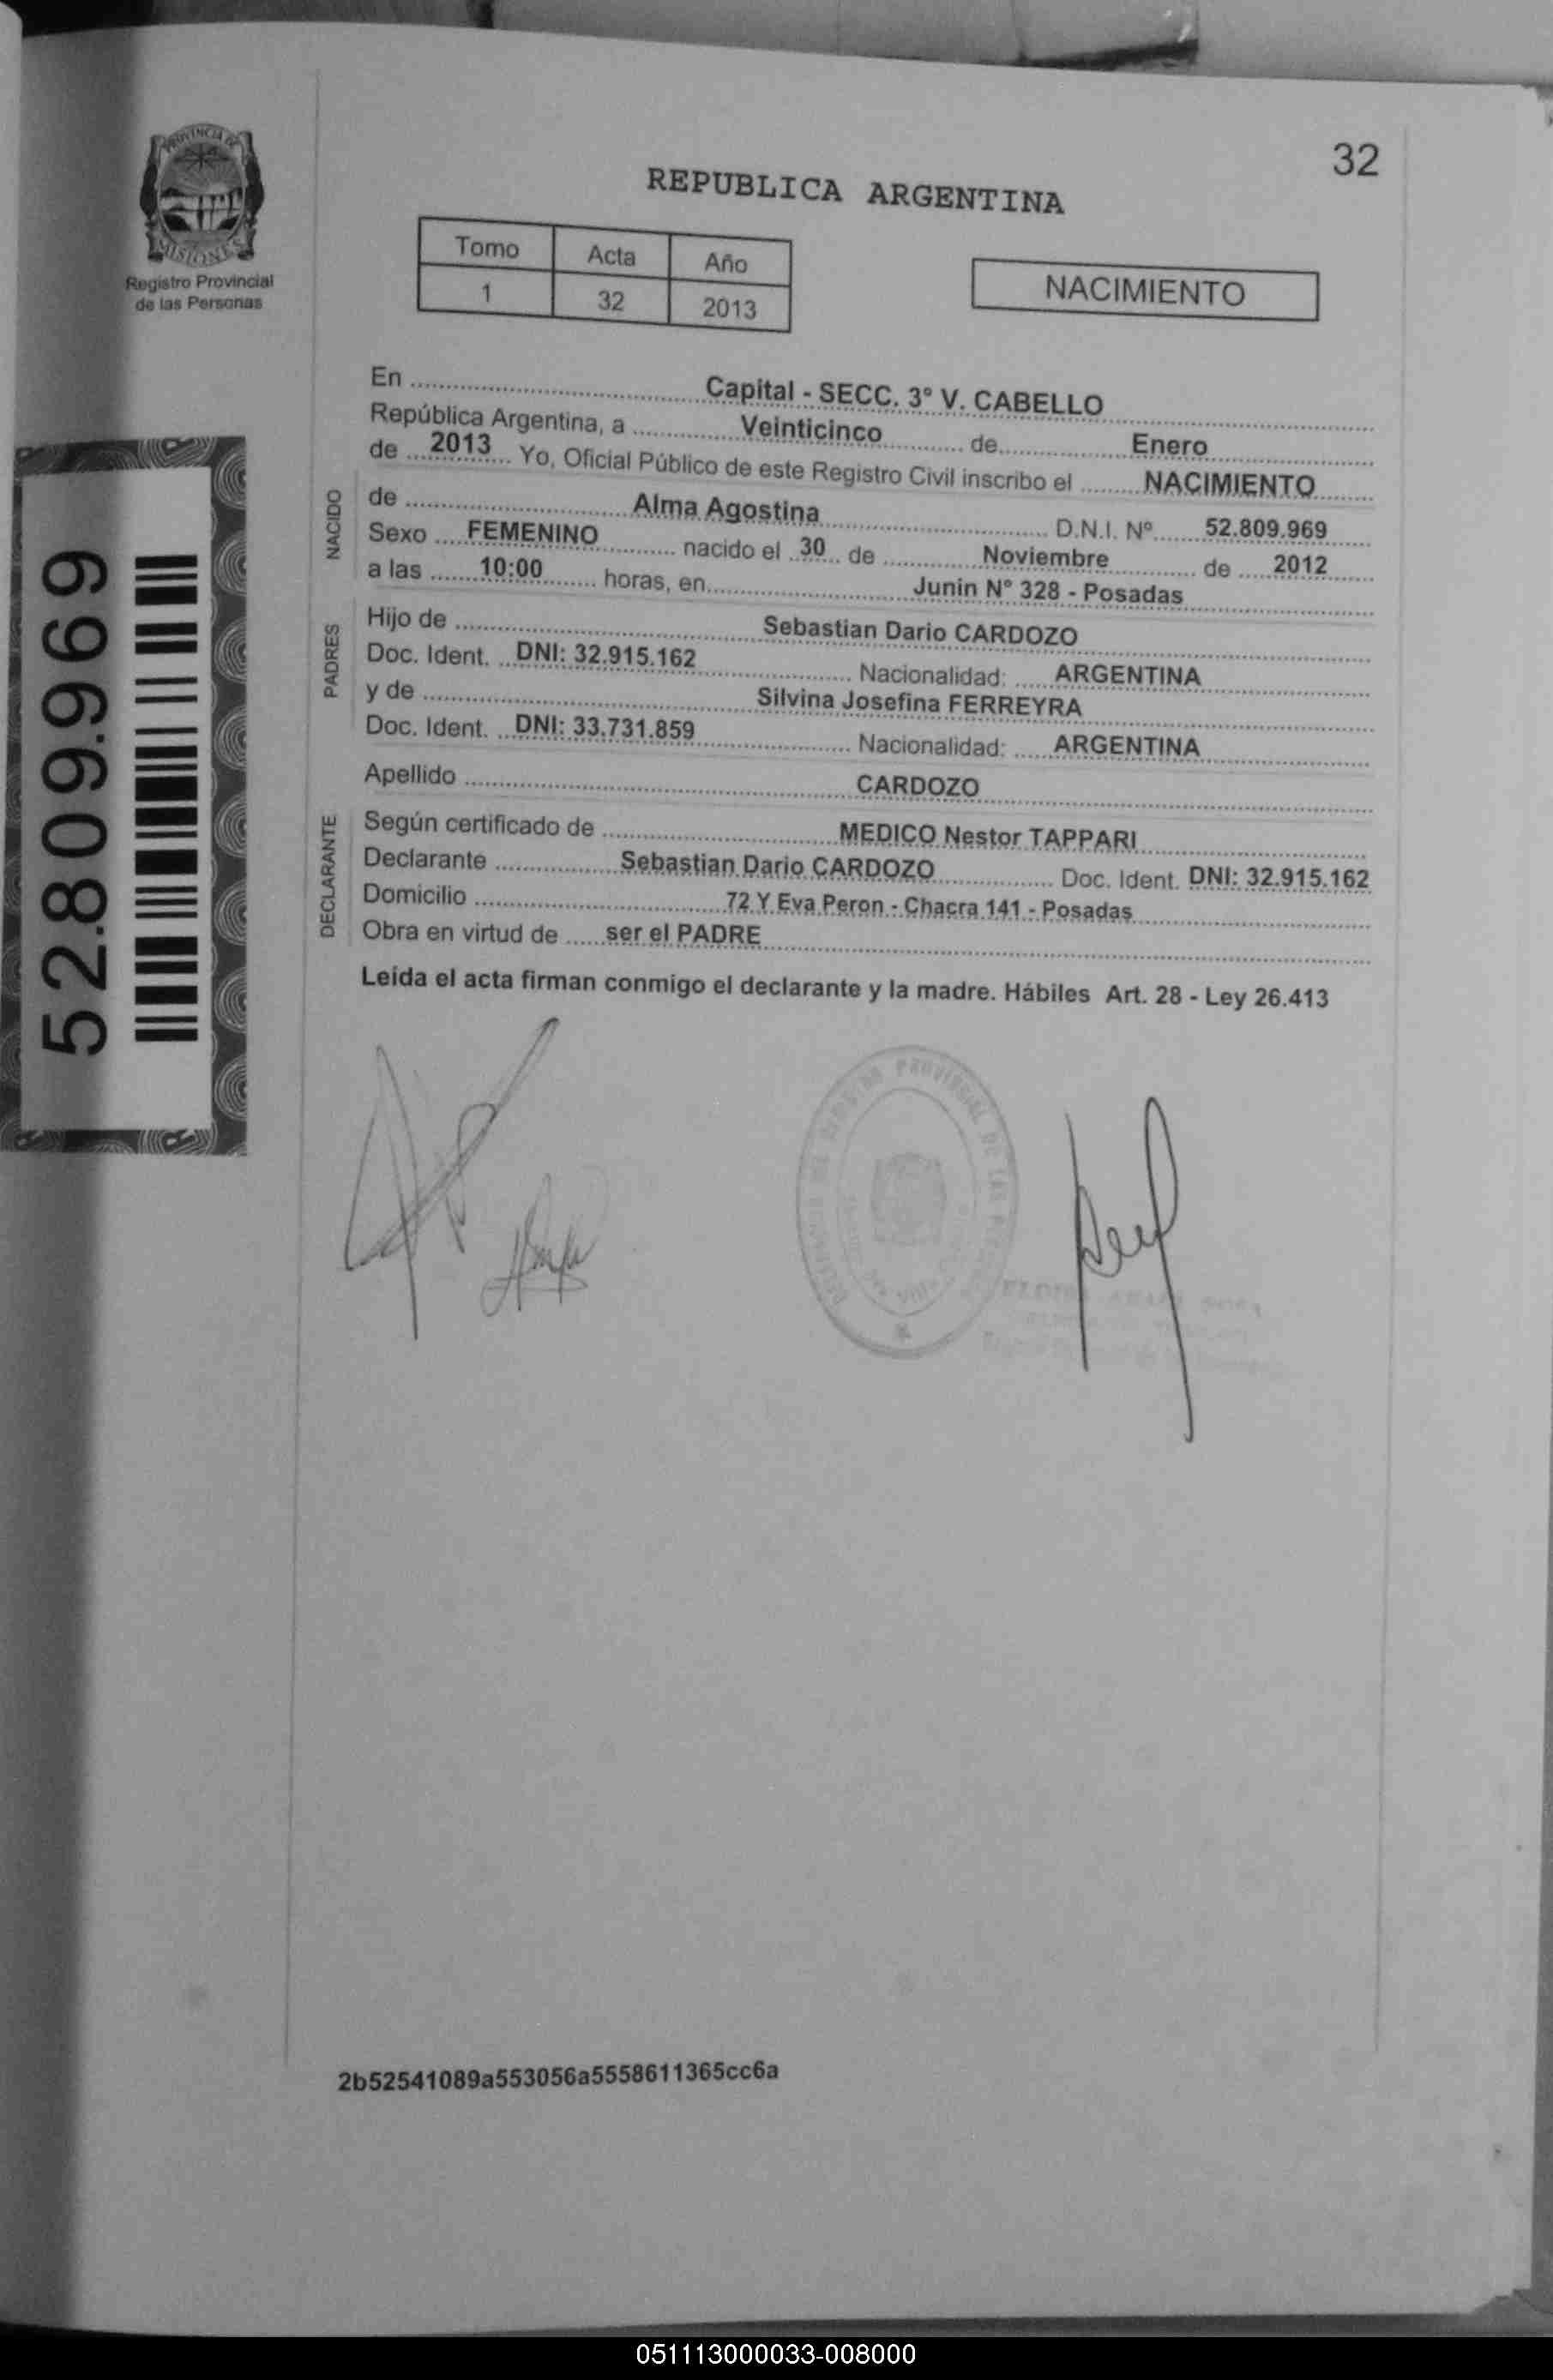 PROVINCIA DE
MISIONES
Registro Provincial
de las Personas
32
REPUBLICA ARGENTINA
Tomo Acta Año
1 32 2013
NACIMIENTO
En Capital - SECC. 3° V. CABELLO
República Argentina, a Veinticinco de Enero
de 2013 Yo, Oficial Público de este Registro Civil inscribo el NACIMIENTO
NACIDO
de Alma Agostina D.N.I. Nº 52.809.969
Sexo FEMENINO nacido el 30 de Noviembre de 2012
a las 10:00 horas, en Junin N° 328 - Posadas
PADRES
Hijo de Sebastian Dario CARDOZO
Doc. Ident. DNI: 32.915.162 Nacionalidad: ARGENTINA
y de Silvina Josefina FERREYRA
Doc. Ident. DNI: 33.731.859 Nacionalidad: ARGENTINA
Apellido CARDOZO
DECLARANTE
Según certificado de MEDICO Nestor TAPPARI
Declarante Sebastian Dario CARDOZO Doc. Ident. DNI: 32.915.162
Domicilio 72 Y Eva Peron - Chacra 141 - Posadas
Obra en virtud de ser el PADRE
Leída el acta firman conmigo el declarante y la madre. Hábiles Art. 28 - Ley 26.413
52.809.969
2b52541089a553056a5558611365cc6a
051113000033-008000